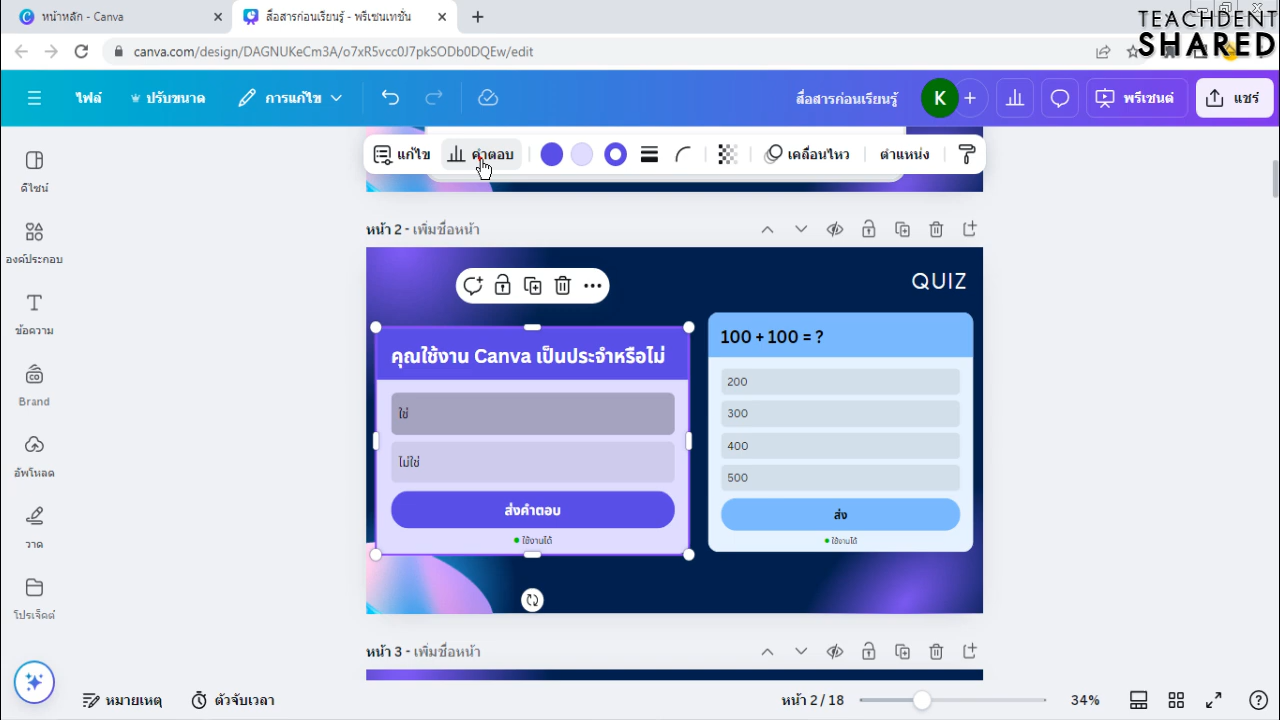 หน้าหลัก - Canva
สื่อสารก่อนเรียนรู้ - พรีเซนเทชั่น
TEACHDENT
SHARED
canva.com/design/DAGNUKeCm3A/o7xR5vcc0J7pkSODb0DQEw/edit
ไฟล์
ปรับขนาด
การแก้ไข
สื่อสารก่อนเรียนรู้
K
พรีเซนต์
แชร์
แก้ไข
คำตอบ
เคลื่อนไหว
ตำแหน่ง
ดีไซน์
องค์ประกอบ
ข้อความ
Brand
อัพโหลด
วาด
โปรเจ็คต์
หน้า 2 - เพิ่มชื่อหน้า
QUIZ
คุณใช้งาน Canva เป็นประจำหรือไม่
ใช่
ไม่ใช่
ส่งคำตอบ
ใช้งานได้
100 + 100 = ?
200
300
400
500
ส่ง
ใช้งานได้
หน้า 3 - เพิ่มชื่อหน้า
หมายเหตุ
ตัวจับเวลา
หน้า 2 / 18
34%